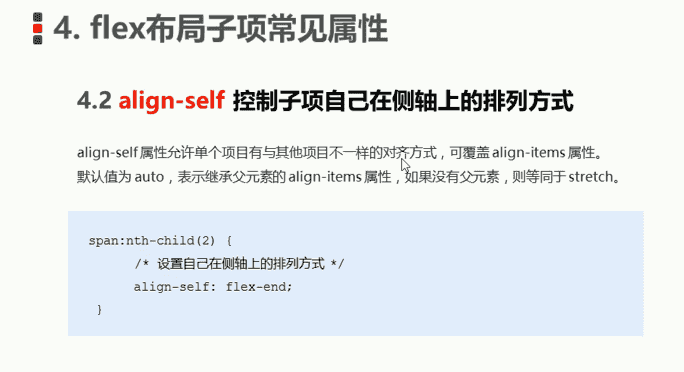 4. flex布局子项常见属性
4.2 align-self 控制子项自己在侧轴上的排列方式
align-self 属性允许单个项目有与其他项目不一样的对齐方式，可覆盖 align-items 属性。
默认值为 auto，表示继承父元素的 align-items 属性，如果没有父元素，则等同于 stretch。
span:nth-child(2) {
/* 设置自己在侧轴上的排列方式 */
align-self: flex-end;
}